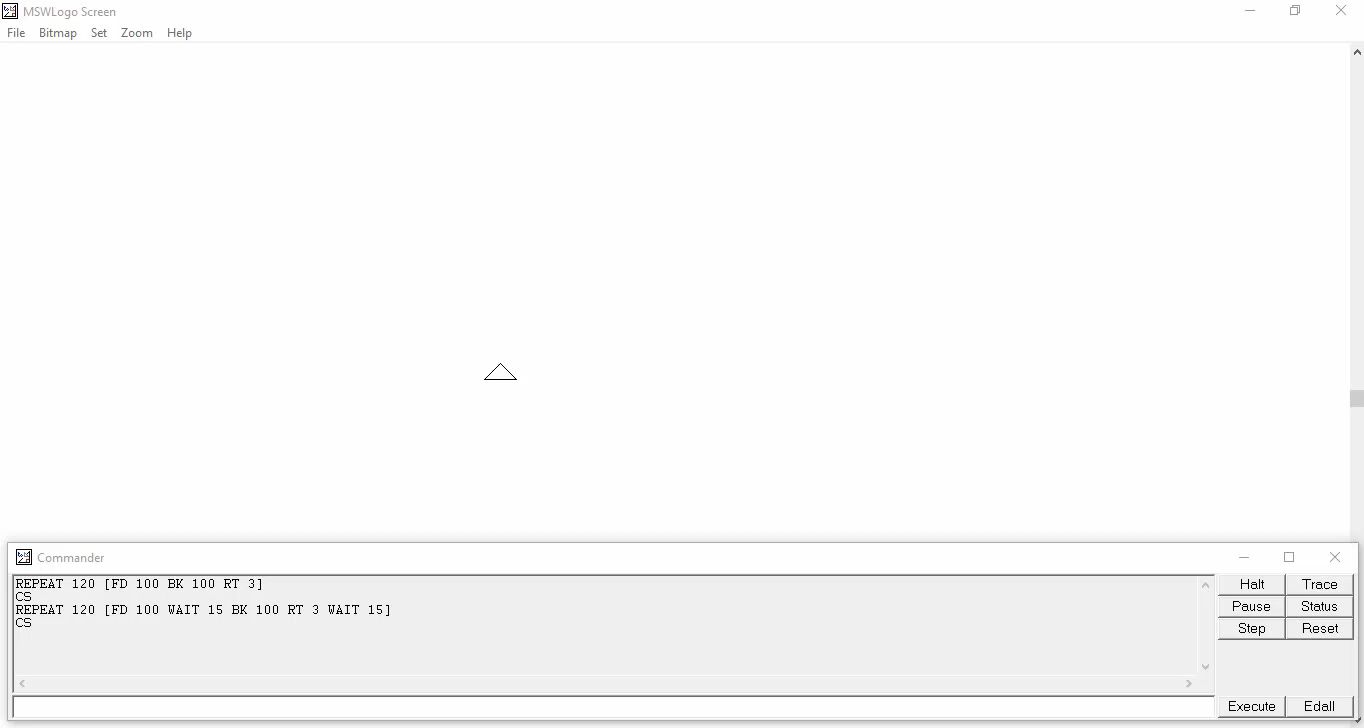 MSWLogo Screen
File Bitmap Set Zoom Help
Commander
REPEAT 120 [FD 100 BK 100 RT 3]
CS
REPEAT 120 [FD 100 WAIT 15 BK 100 RT 3 WAIT 15]
CS
Halt Trace
Pause Status
Step Reset
Execute Edall